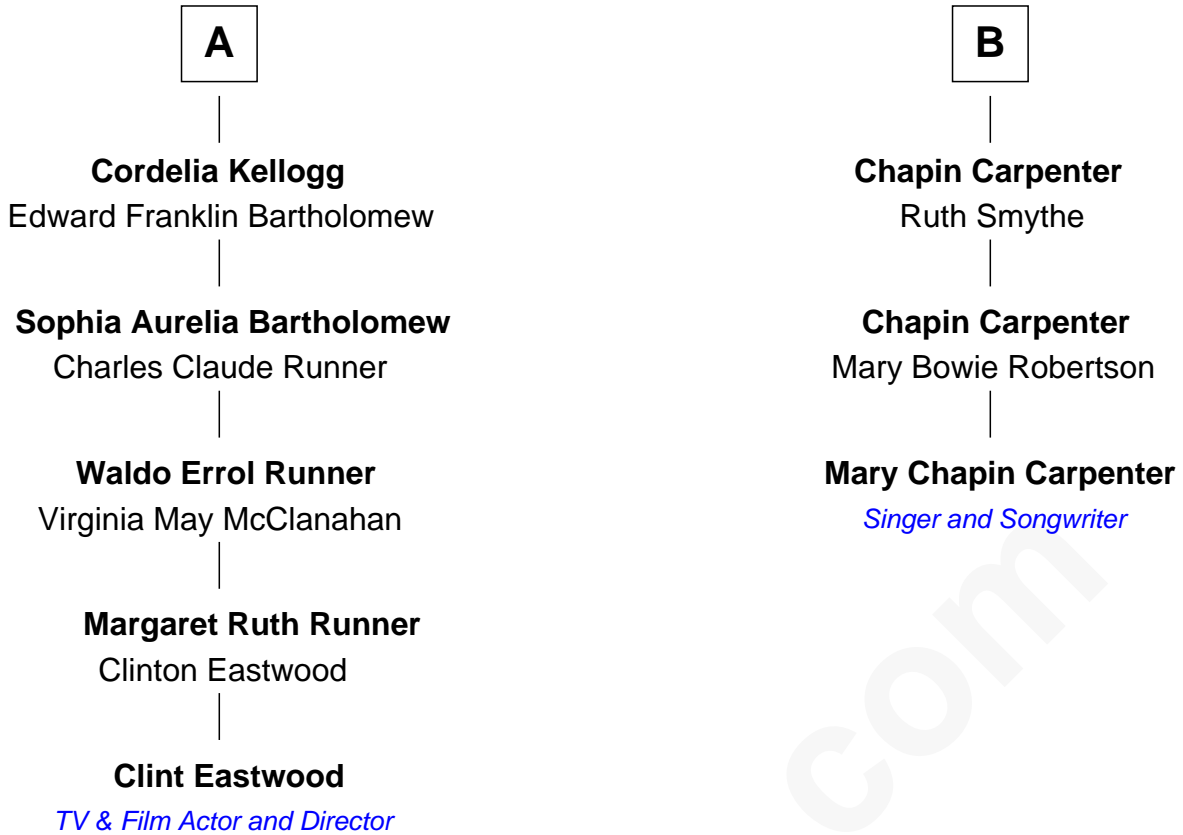 A
Cordelia Kellogg
Edward Franklin Bartholomew
Sophia Aurelia Bartholomew
Charles Claude Runner
Waldo Errol Runner
Virginia May McClanahan
Margaret Ruth Runner
Clinton Eastwood
Clint Eastwood
TV & Film Actor and Director
B
Chapin Carpenter
Ruth Smythe
Chapin Carpenter
Mary Bowie Robertson
Mary Chapin Carpenter
Singer and Songwriter
com